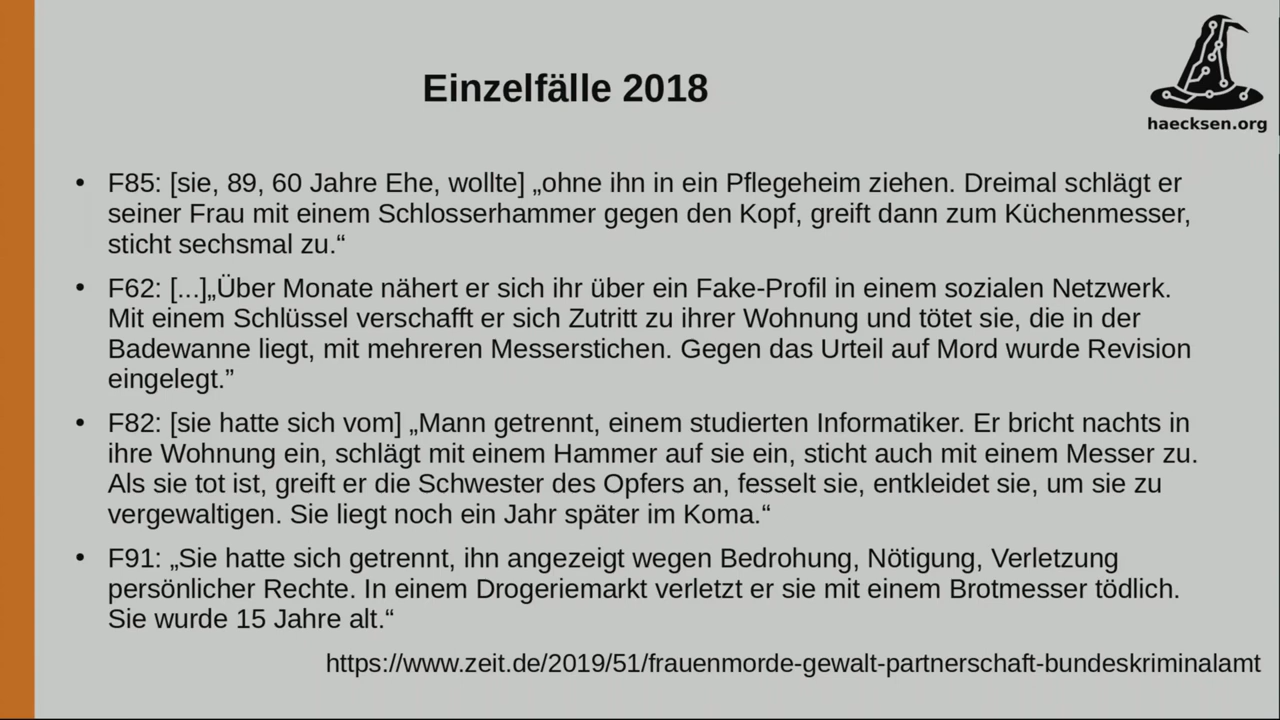 Einzelfälle 2018
haecksen.org
• F85: [sie, 89, 60 Jahre Ehe, wollte] „ohne ihn in ein Pflegeheim ziehen. Dreimal schlägt er
seiner Frau mit einem Schlosserhammer gegen den Kopf, greift dann zum Küchenmesser,
sticht sechsmal zu.“
• F62: [...]„Über Monate nähert er sich ihr über ein Fake-Profil in einem sozialen Netzwerk.
Mit einem Schlüssel verschafft er sich Zutritt zu ihrer Wohnung und tötet sie, die in der
Badewanne liegt, mit mehreren Messerstichen. Gegen das Urteil auf Mord wurde Revision
eingelegt.”
• F82: [sie hatte sich vom] „Mann getrennt, einem studierten Informatiker. Er bricht nachts in
ihre Wohnung ein, schlägt mit einem Hammer auf sie ein, sticht auch mit einem Messer zu.
Als sie tot ist, greift er die Schwester des Opfers an, fesselt sie, entkleidet sie, um sie zu
vergewaltigen. Sie liegt noch ein Jahr später im Koma.“
• F91: „Sie hatte sich getrennt, ihn angezeigt wegen Bedrohung, Nötigung, Verletzung
persönlicher Rechte. In einem Drogeriemarkt verletzt er sie mit einem Brotmesser tödlich.
Sie wurde 15 Jahre alt.“
https://www.zeit.de/2019/51/frauenmorde-gewalt-partnerschaft-bundeskriminalamt